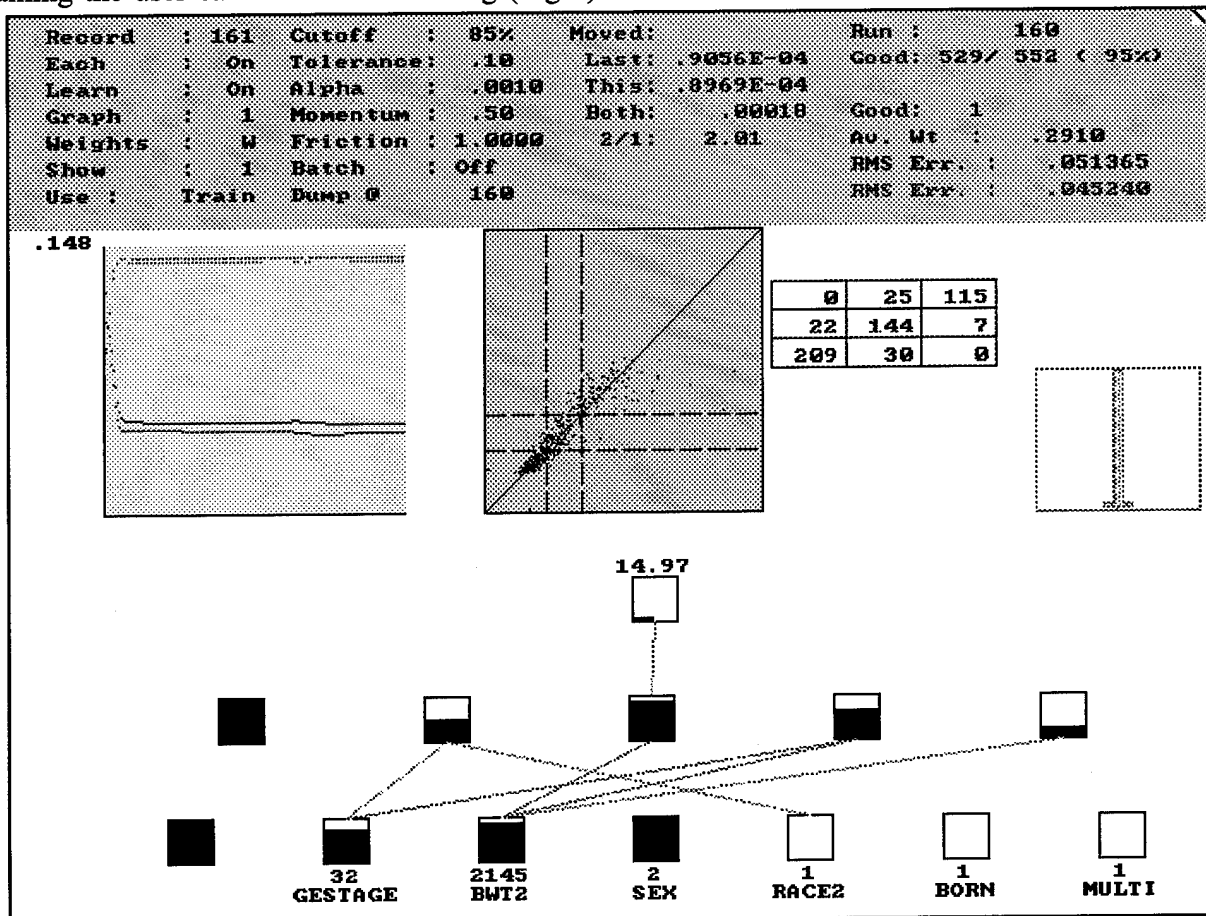 Record : 161 Cutoff : 85% Moved: Run : 160
Each : On Tolerance: .10 Last: .9056E-04 Good: 529/ 552 ( 95%)
Learn : On Alpha : .0010 This: .8969E-04
Graph : 1 Momentum : .50 Both: .00018 Good: 1
Weights : W Friction : 1.0000 2/1: 2.01 Av. Wt : .2910
Show : 1 Batch : Off RMS Err. : .051365
Use : Train Dump @ 160 RMS Err. : .045240
.148
0 25 115
22 144 7
209 30 0
14.97
32 2145 2 1 1 1
GESTAGE BWT2 SEX RACE2 BORN MULTI